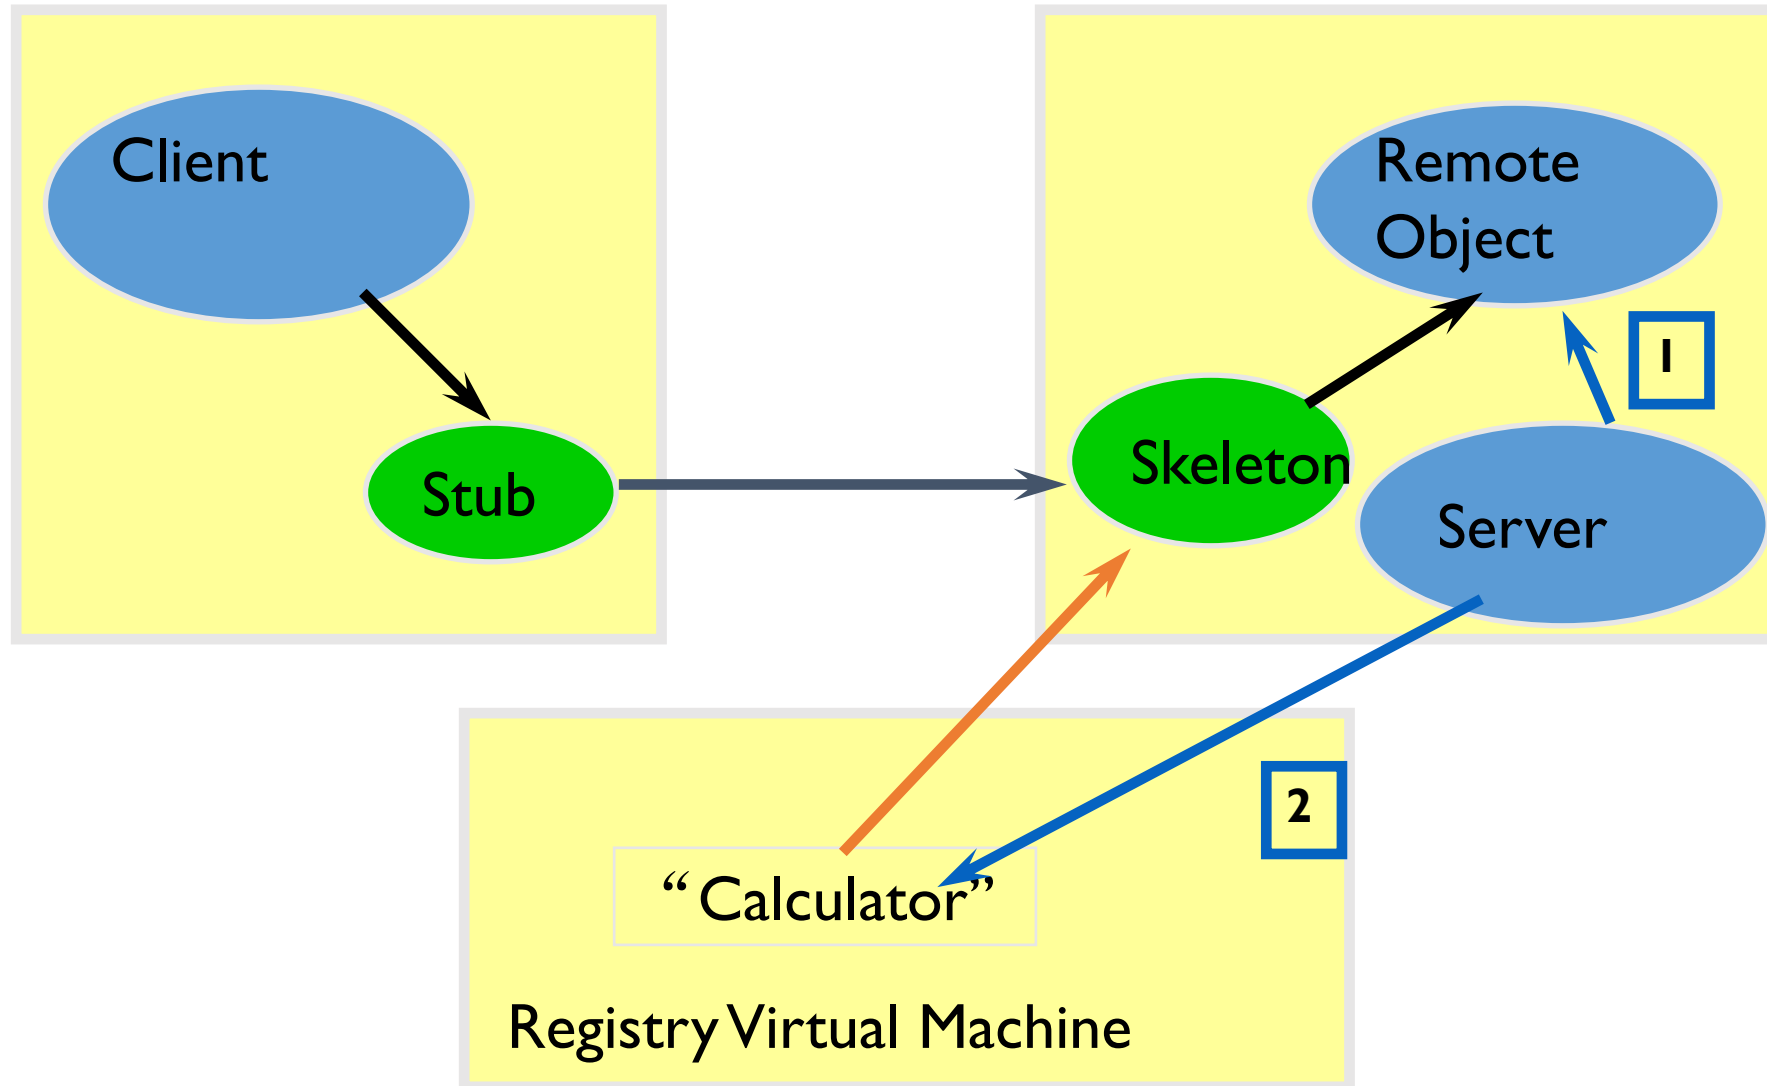 Client
Remote
Object
1
Stub
Skeleton
Server
2
“Calculator”
Registry Virtual Machine